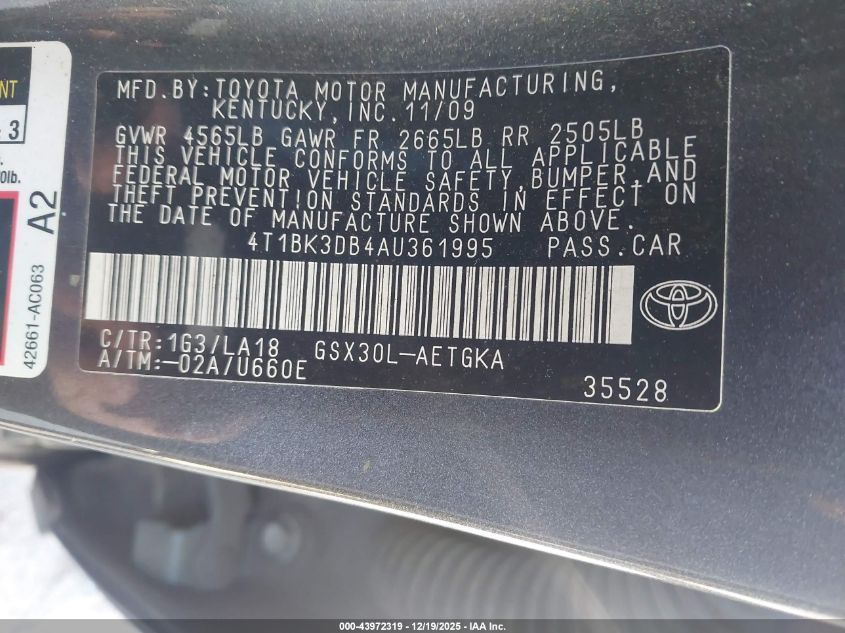 NT
: 3
0lb.
A2
42661-AC063
MFD.BY:TOYOTA MOTOR MANUFACTURING,
KENTUCKY, INC.11/09
GVWR 4565LB GAWR FR 2665LB RR 2505LB
THIS VEHICLE CONFORMS TO ALL APPLICABLE
FEDERAL MOTOR VEHICLE SAFETY,BUMPER,AND
THEFT PREVENTION STANDARDS IN EFFECT ON
THE DATE OF MANUFACTURE SHOWN ABOVE.
4T1BK3DB4AU361995 PASS.CAR
C/TR:1G3/LA18 GSX30L-AETGKA
A/TM:-02A/U660E
35528
000-43972319 - 12/19/2025 - IAA Inc.